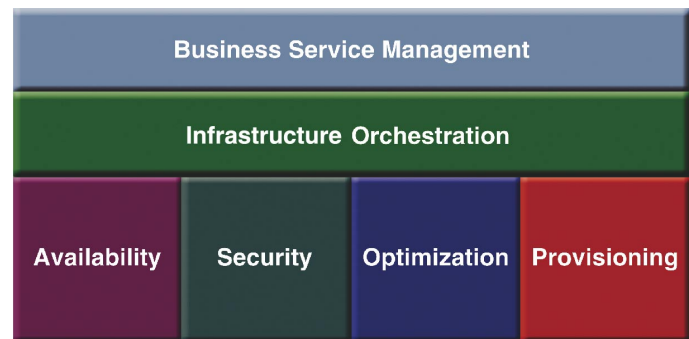 Business Service Management
Infrastructure Orchestration
Availability
Security
Optimization
Provisioning